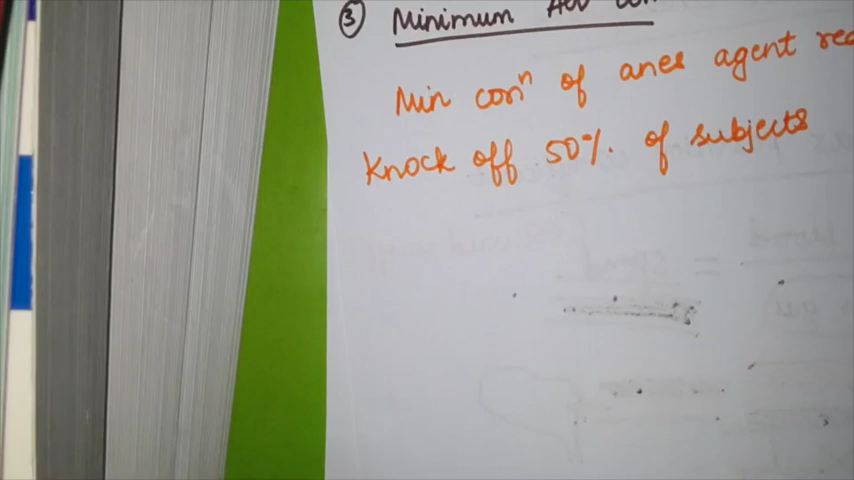 ③ Minimum
Min conⁿ of anes agent
Knock off 50% of subjects